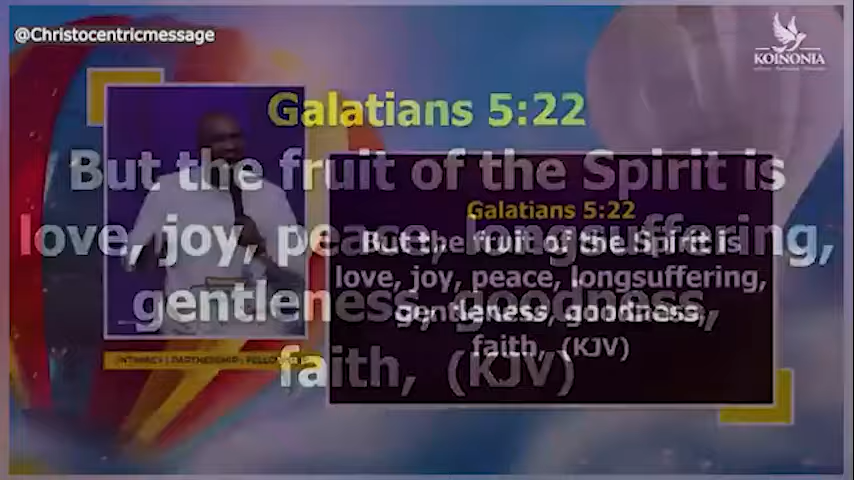 @Christocentricmessage
KOINONIA
Galatians 5:22
But the fruit of the Spirit is
love, joy, peace, longsuffering,
gentleness, goodness,
faith, (KJV)
Galatians 5:22
But the fruit of the Spirit is
love, joy, peace, longsuffering,
gentleness, goodness,
faith, (KJV)
INTIMACY | PARTNERSHIP | FELLOWSHIP